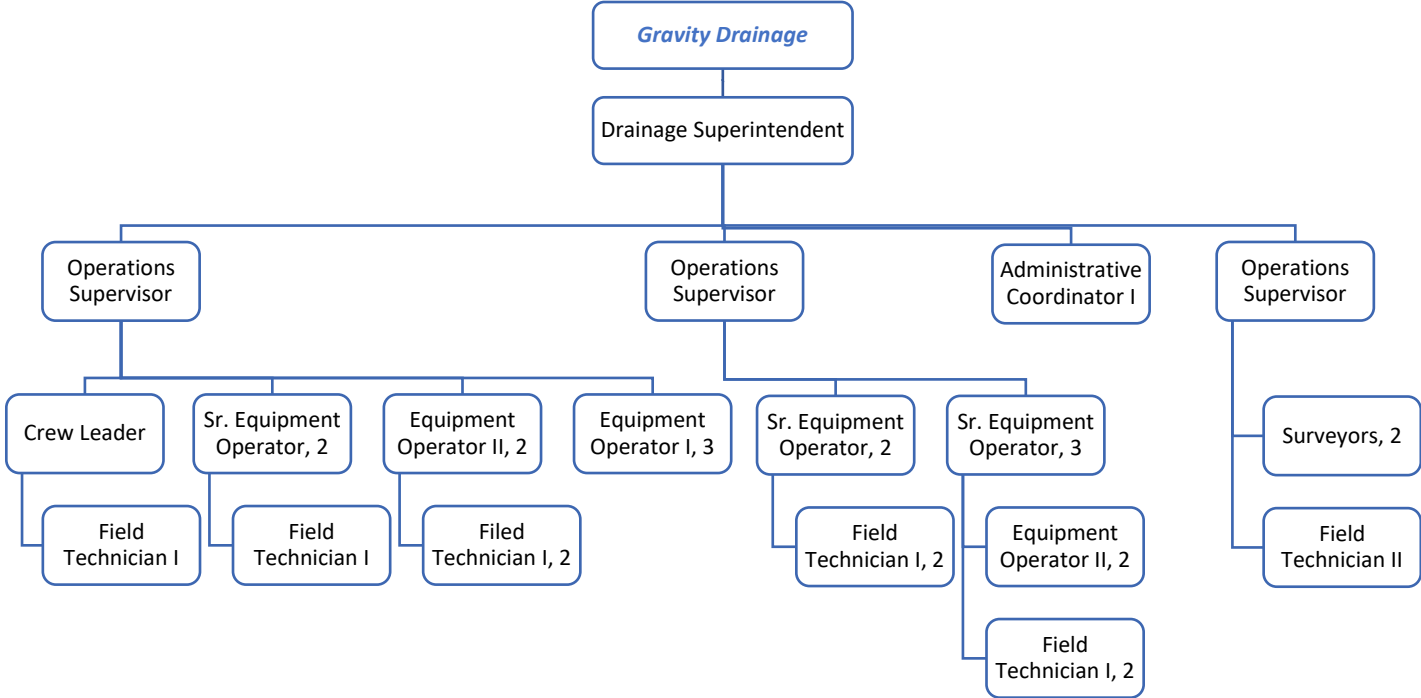 Gravity Drainage
Drainage Superintendent
Operations
Supervisor
Operations
Supervisor
Administrative
Coordinator I
Operations
Supervisor
Crew Leader
Sr. Equipment
Operator, 2
Equipment
Operator II, 2
Equipment
Operator I, 3
Sr. Equipment
Operator, 2
Sr. Equipment
Operator, 3
Surveyors, 2
Field
Technician I
Field
Technician I
Filed
Technician I, 2
Field
Technician I, 2
Equipment
Operator II, 2
Field
Technician II
Field
Technician I, 2